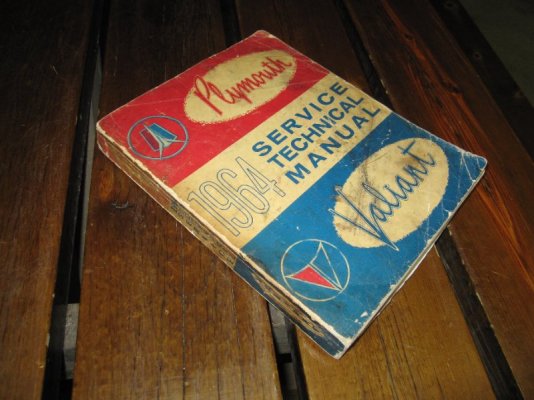 Plymouth
1964
SERVICE
TECHNICAL
MANUAL
Valiant